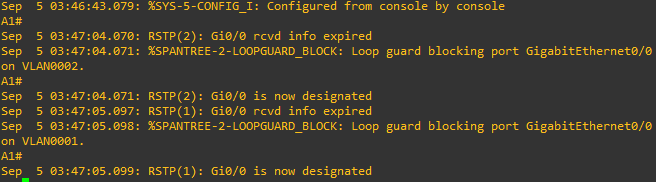 Sep  5 03:46:43.079: %SYS-5-CONFIG_I: Configured from console by console
A1#
Sep  5 03:47:04.070: RSTP(2): Gi0/0 rcvd info expired
Sep  5 03:47:04.071: %SPANTREE-2-LOOPGUARD_BLOCK: Loop guard blocking port GigabitEthernet0/0
on VLAN0002.
A1#
Sep  5 03:47:04.071: RSTP(2): Gi0/0 is now designated
Sep  5 03:47:05.097: RSTP(1): Gi0/0 rcvd info expired
Sep  5 03:47:05.098: %SPANTREE-2-LOOPGUARD_BLOCK: Loop guard blocking port GigabitEthernet0/0
on VLAN0001.
A1#
Sep  5 03:47:05.099: RSTP(1): Gi0/0 is now designated